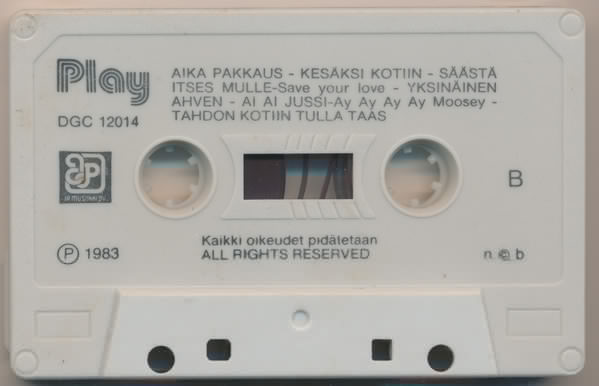 Play
AIKA PAKKAUS - KESÄKSI KOTIIN - SÄÄSTÄ
ITSES MULLE-Save your love - YKSINÄINEN
AHVEN - AI AI JUSSI-Ay Ay Ay Ay Moosey -
TAHDON KOTIIN TULLA TAAS
DGC 12014
B
Ⓟ 1983
Kaikki oikeudet pidätetaan
ALL RIGHTS RESERVED
n © b